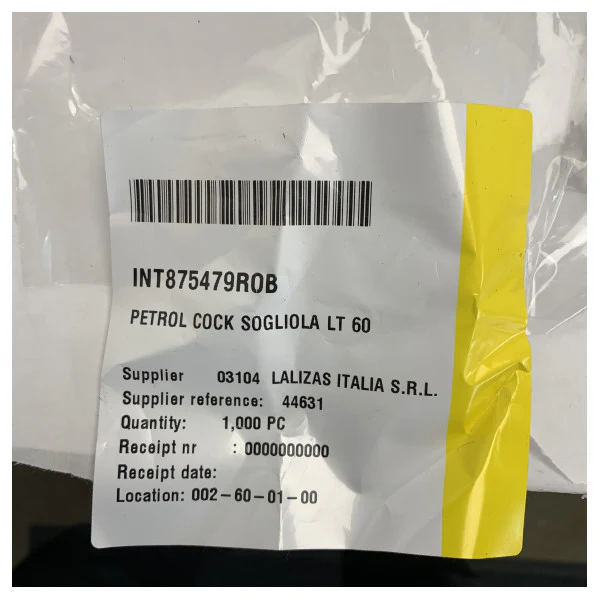 INT875479ROB
PETROL COCK SOGLIOLA LT 60
Supplier 03104 LALIZAS ITALIA S.R.L.
Supplier reference: 44631
Quantity: 1,000 PC
Receipt nr : 0000000000
Receipt date:
Location: 002-60-01-00